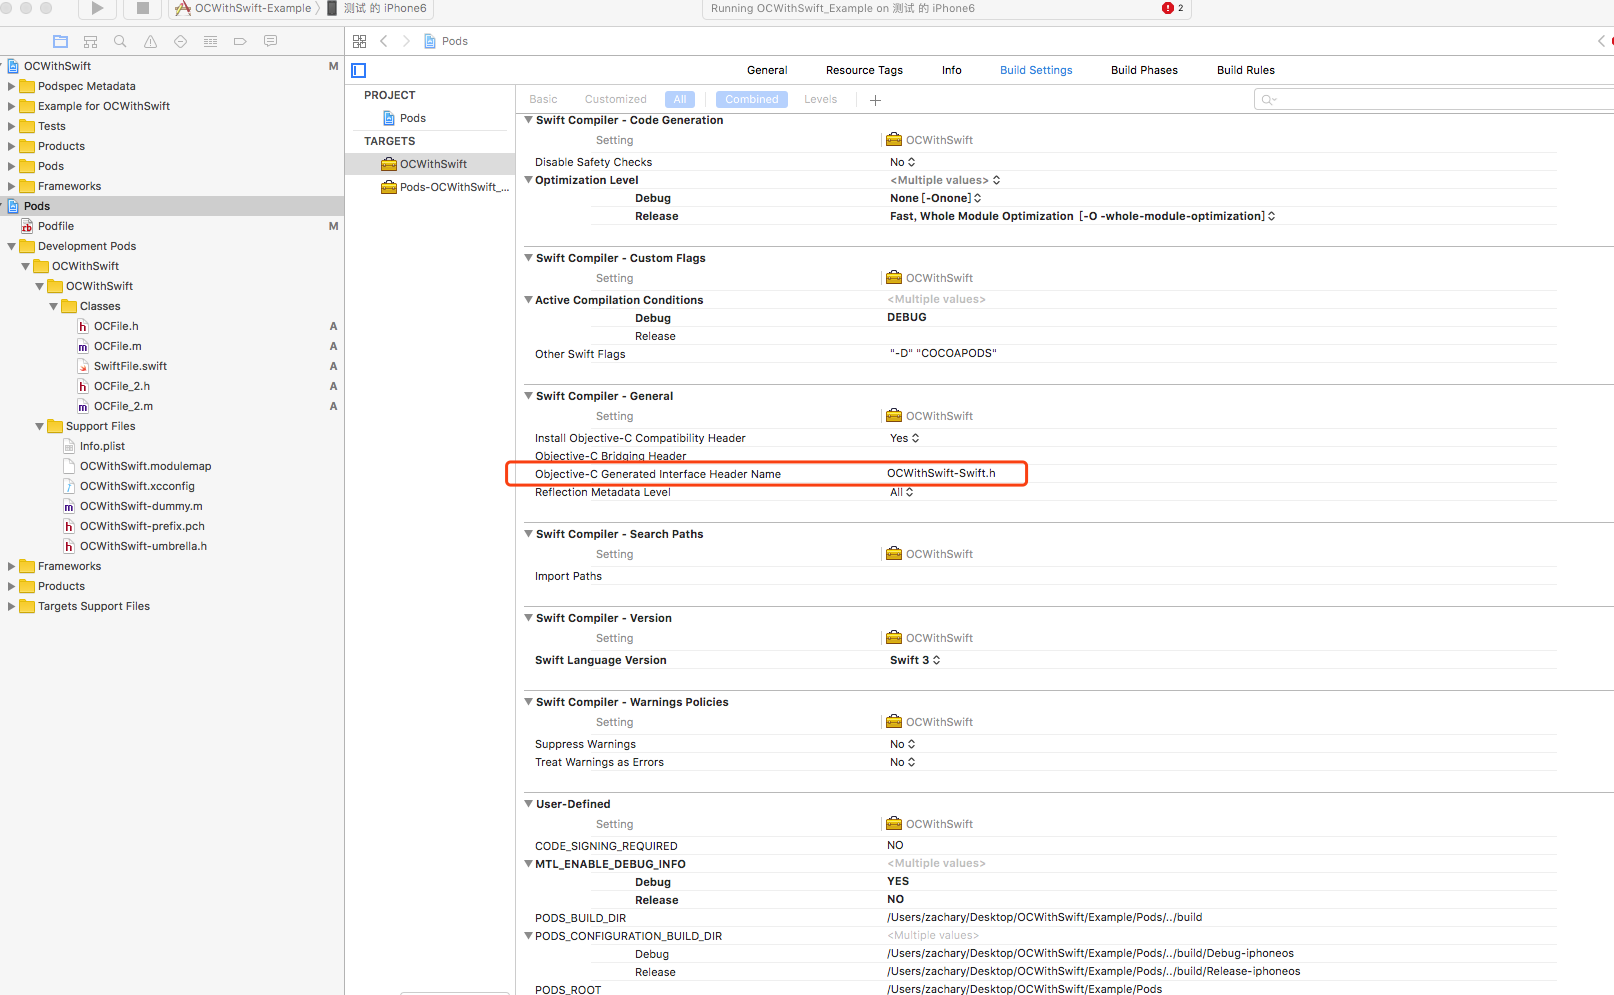 OCWithSwift-Example 〉 测试 的 iPhone6
Running OCWithSwift_Example on 测试 的 iPhone6
2
Pods
OCWithSwift M
Podspec Metadata
Example for OCWithSwift
Tests
Products
Pods
Frameworks
Pods
Podfile M
Development Pods
OCWithSwift
OCWithSwift
Classes
OCFile.h A
OCFile.m A
SwiftFile.swift A
OCFile_2.h A
OCFile_2.m A
Support Files
Info.plist
OCWithSwift.modulemap
OCWithSwift.xcconfig
OCWithSwift-dummy.m
OCWithSwift-prefix.pch
OCWithSwift-umbrella.h
Frameworks
Products
Targets Support Files
General Resource Tags Info Build Settings Build Phases Build Rules
PROJECT
Pods
TARGETS
OCWithSwift
Pods-OCWithSwift_...
Basic Customized All Combined Levels +
Swift Compiler - Code Generation
Setting OCWithSwift
Disable Safety Checks No
Optimization Level <Multiple values>
Debug None [-Onone]
Release Fast, Whole Module Optimization [-O -whole-module-optimization]
Swift Compiler - Custom Flags
Setting OCWithSwift
Active Compilation Conditions <Multiple values>
Debug DEBUG
Release
Other Swift Flags "-D" "COCOAPODS"
Swift Compiler - General
Setting OCWithSwift
Install Objective-C Compatibility Header Yes
Objective-C Bridging Header
Objective-C Generated Interface Header Name OCWithSwift-Swift.h
Reflection Metadata Level All
Swift Compiler - Search Paths
Setting OCWithSwift
Import Paths
Swift Compiler - Version
Setting OCWithSwift
Swift Language Version Swift 3
Swift Compiler - Warnings Policies
Setting OCWithSwift
Suppress Warnings No
Treat Warnings as Errors No
User-Defined
Setting OCWithSwift
CODE_SIGNING_REQUIRED NO
MTL_ENABLE_DEBUG_INFO <Multiple values>
Debug YES
Release NO
PODS_BUILD_DIR /Users/zachary/Desktop/OCWithSwift/Example/Pods/../build
PODS_CONFIGURATION_BUILD_DIR <Multiple values>
Debug /Users/zachary/Desktop/OCWithSwift/Example/Pods/../build/Debug-iphoneos
Release /Users/zachary/Desktop/OCWithSwift/Example/Pods/../build/Release-iphoneos
PODS_ROOT /Users/zachary/Desktop/OCWithSwift/Example/Pods